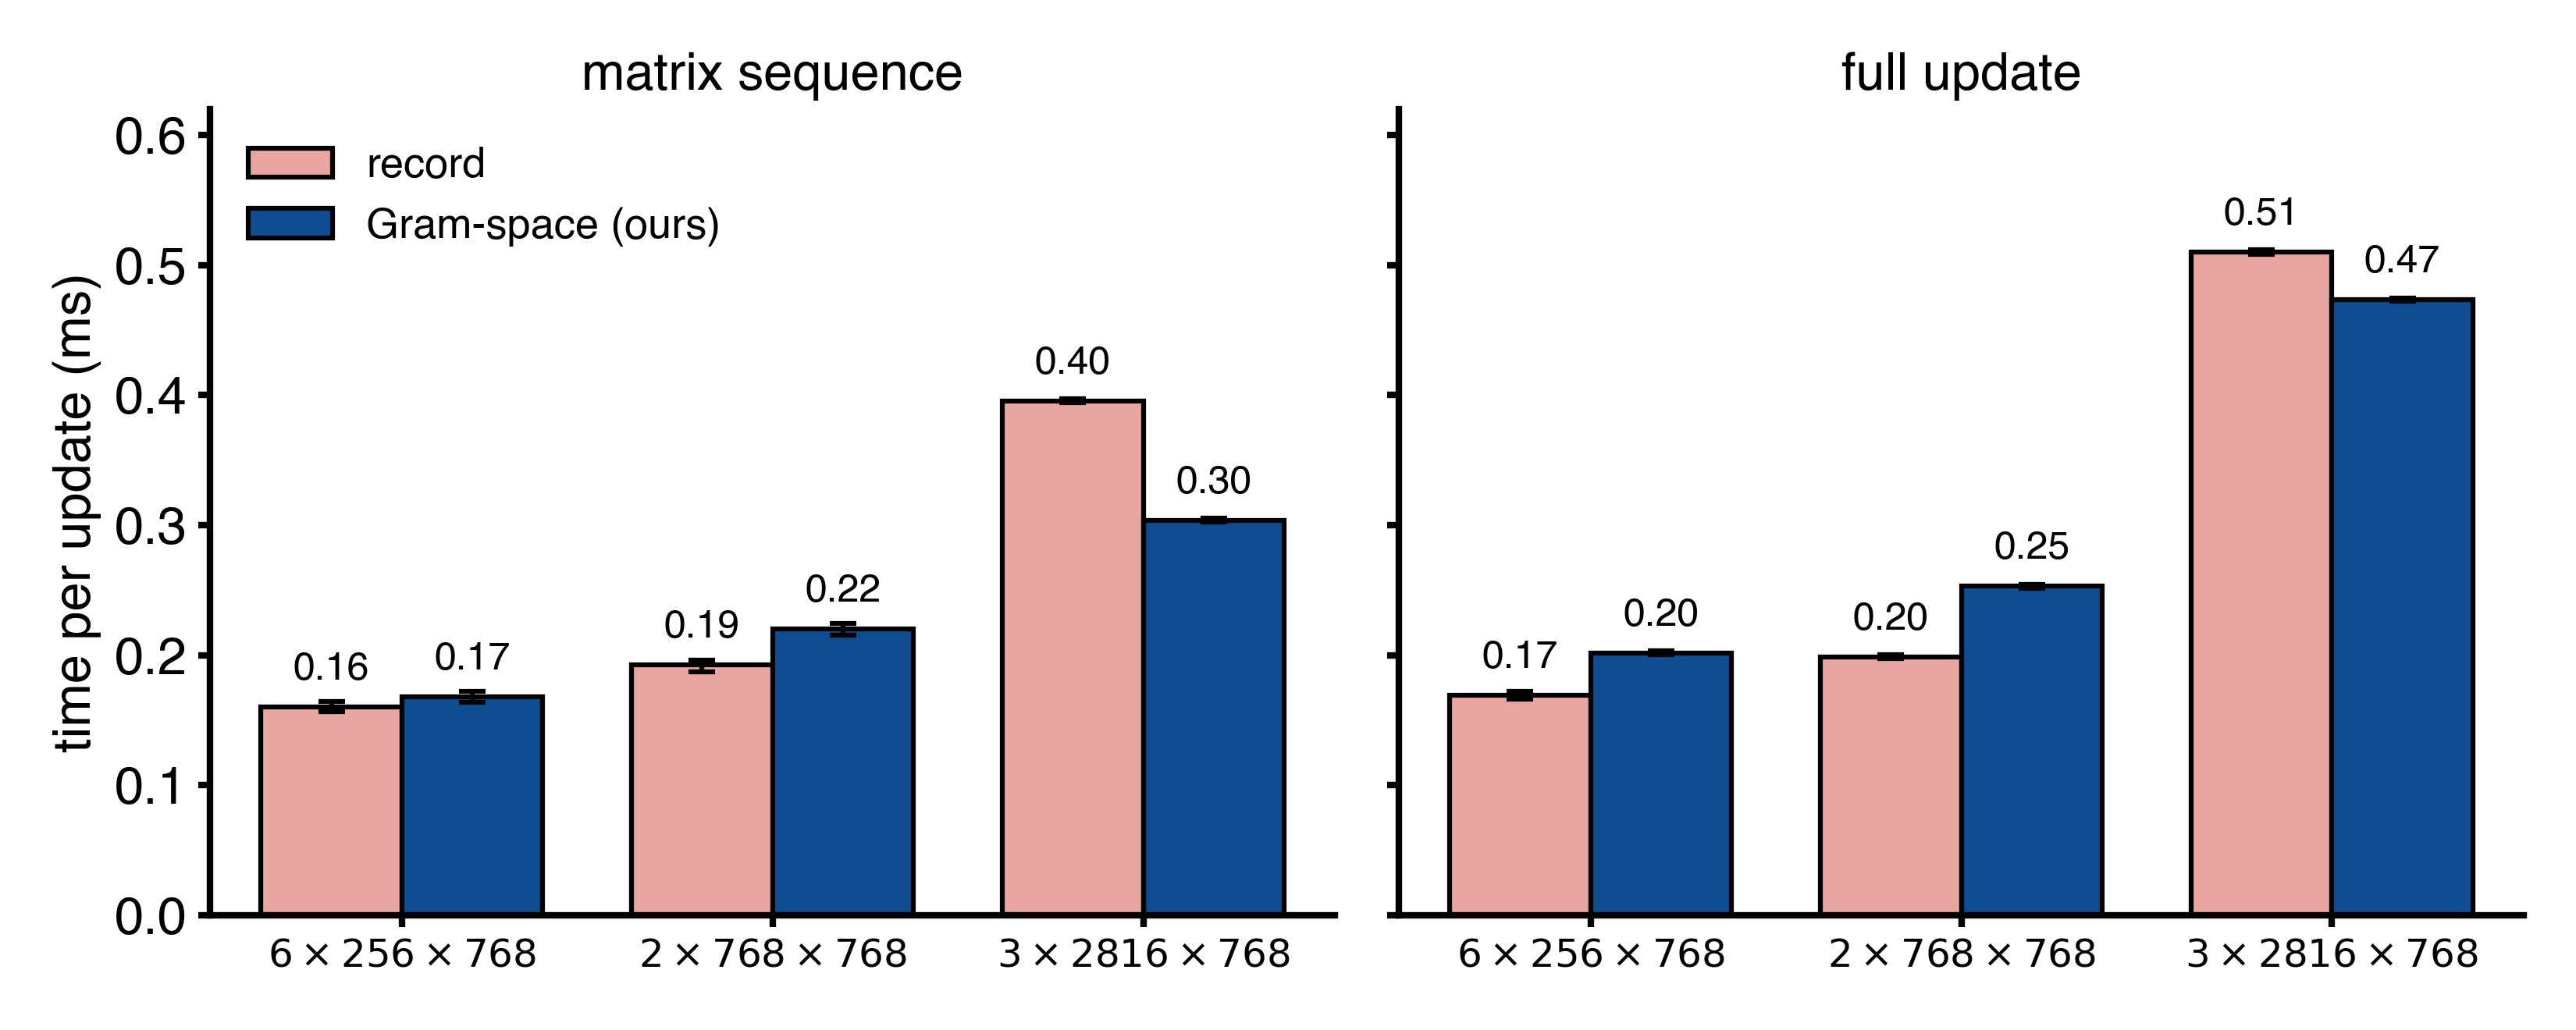 matrix sequence
full update
time per update (ms)
0.6
0.5
0.4
0.3
0.2
0.1
0.0
record
Gram-space (ours)
0.16
0.17
0.19
0.22
0.40
0.30
6 × 256 × 768
2 × 768 × 768
3 × 2816 × 768
0.17
0.20
0.20
0.25
0.51
0.47
6 × 256 × 768
2 × 768 × 768
3 × 2816 × 768